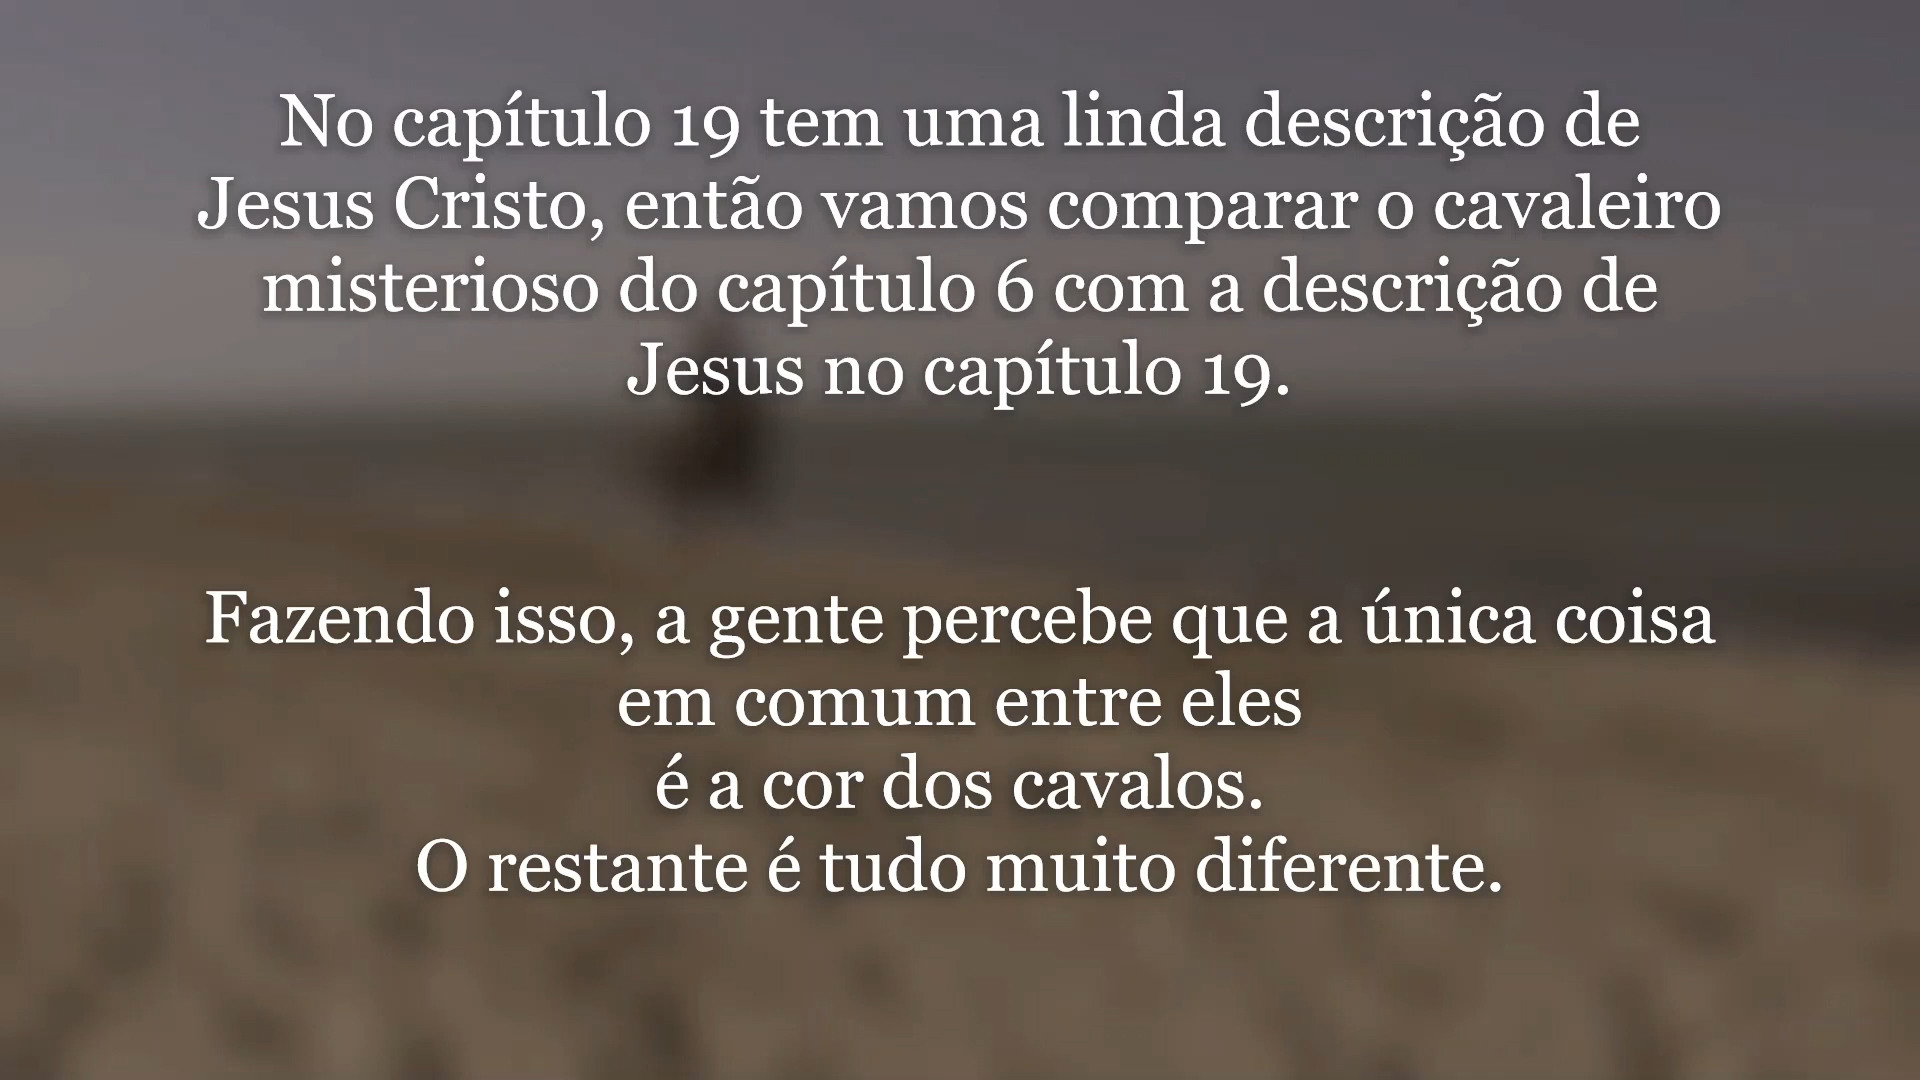 No capítulo 19 tem uma linda descrição de
Jesus Cristo, então vamos comparar o cavaleiro
misterioso do capítulo 6 com a descrição de
Jesus no capítulo 19.
Fazendo isso, a gente percebe que a única coisa
em comum entre eles
é a cor dos cavalos.
O restante é tudo muito diferente.